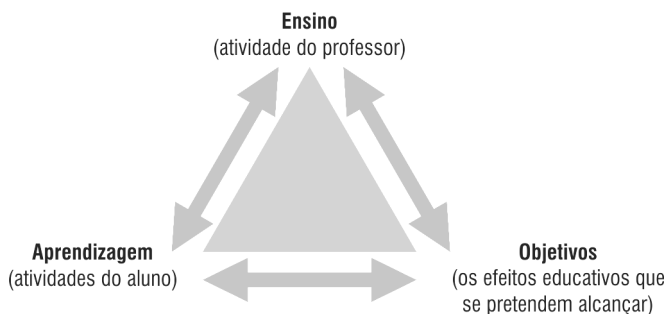 Ensino
(atividade do professor)
Aprendizagem
(atividades do aluno)
Objetivos
(os efeitos educativos que
se pretendem alcançar)